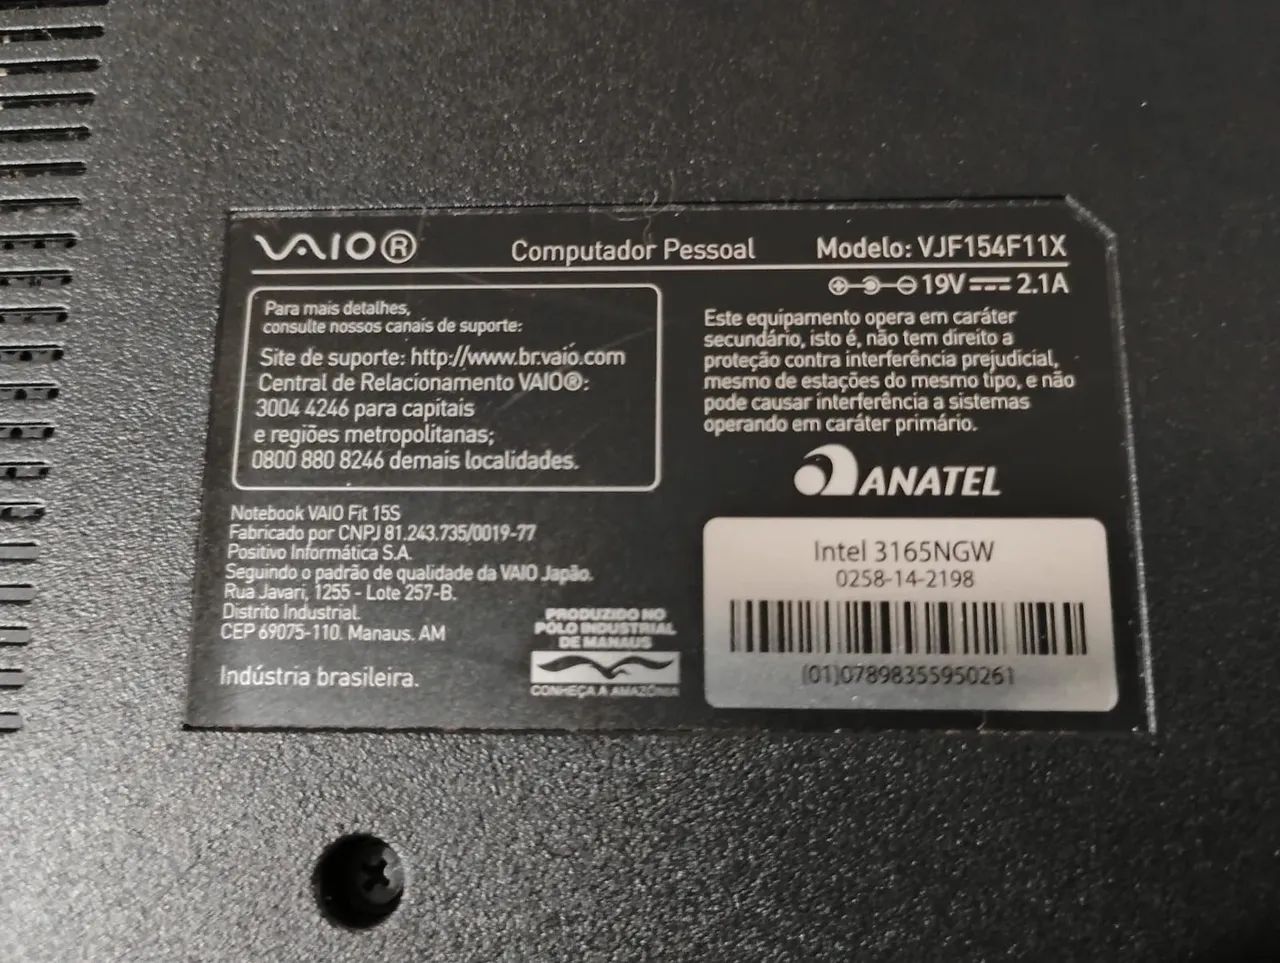 VAIO®
Computador Pessoal
Modelo: VJF154F11X
19V 2.1A
Para mais detalhes,
consulte nossos canais de suporte:
Site de suporte: http://www.br.vaio.com
Central de Relacionamento VAIO®:
3004 4246 para capitais
e regiões metropolitanas;
0800 880 8246 demais localidades.
Este equipamento opera em caráter
secundário, isto é, não tem direito a
proteção contra interferência prejudicial,
mesmo de estações do mesmo tipo, e não
pode causar interferência a sistemas
operando em caráter primário.
ANATEL
Notebook VAIO Fit 15S
Fabricado por CNPJ 81.243.735/0019-77
Positivo Informática S.A.
Seguindo o padrão de qualidade da VAIO Japão.
Rua Javari, 1255 - Lote 257-B.
Distrito Industrial.
CEP 69075-110. Manaus. AM
Indústria brasileira.
PRODUZIDO NO
POLO INDUSTRIAL
DE MANAUS
CONHEÇA A AMAZÔNIA
Intel 3165NGW
0258-14-2198
(01)07898355950261